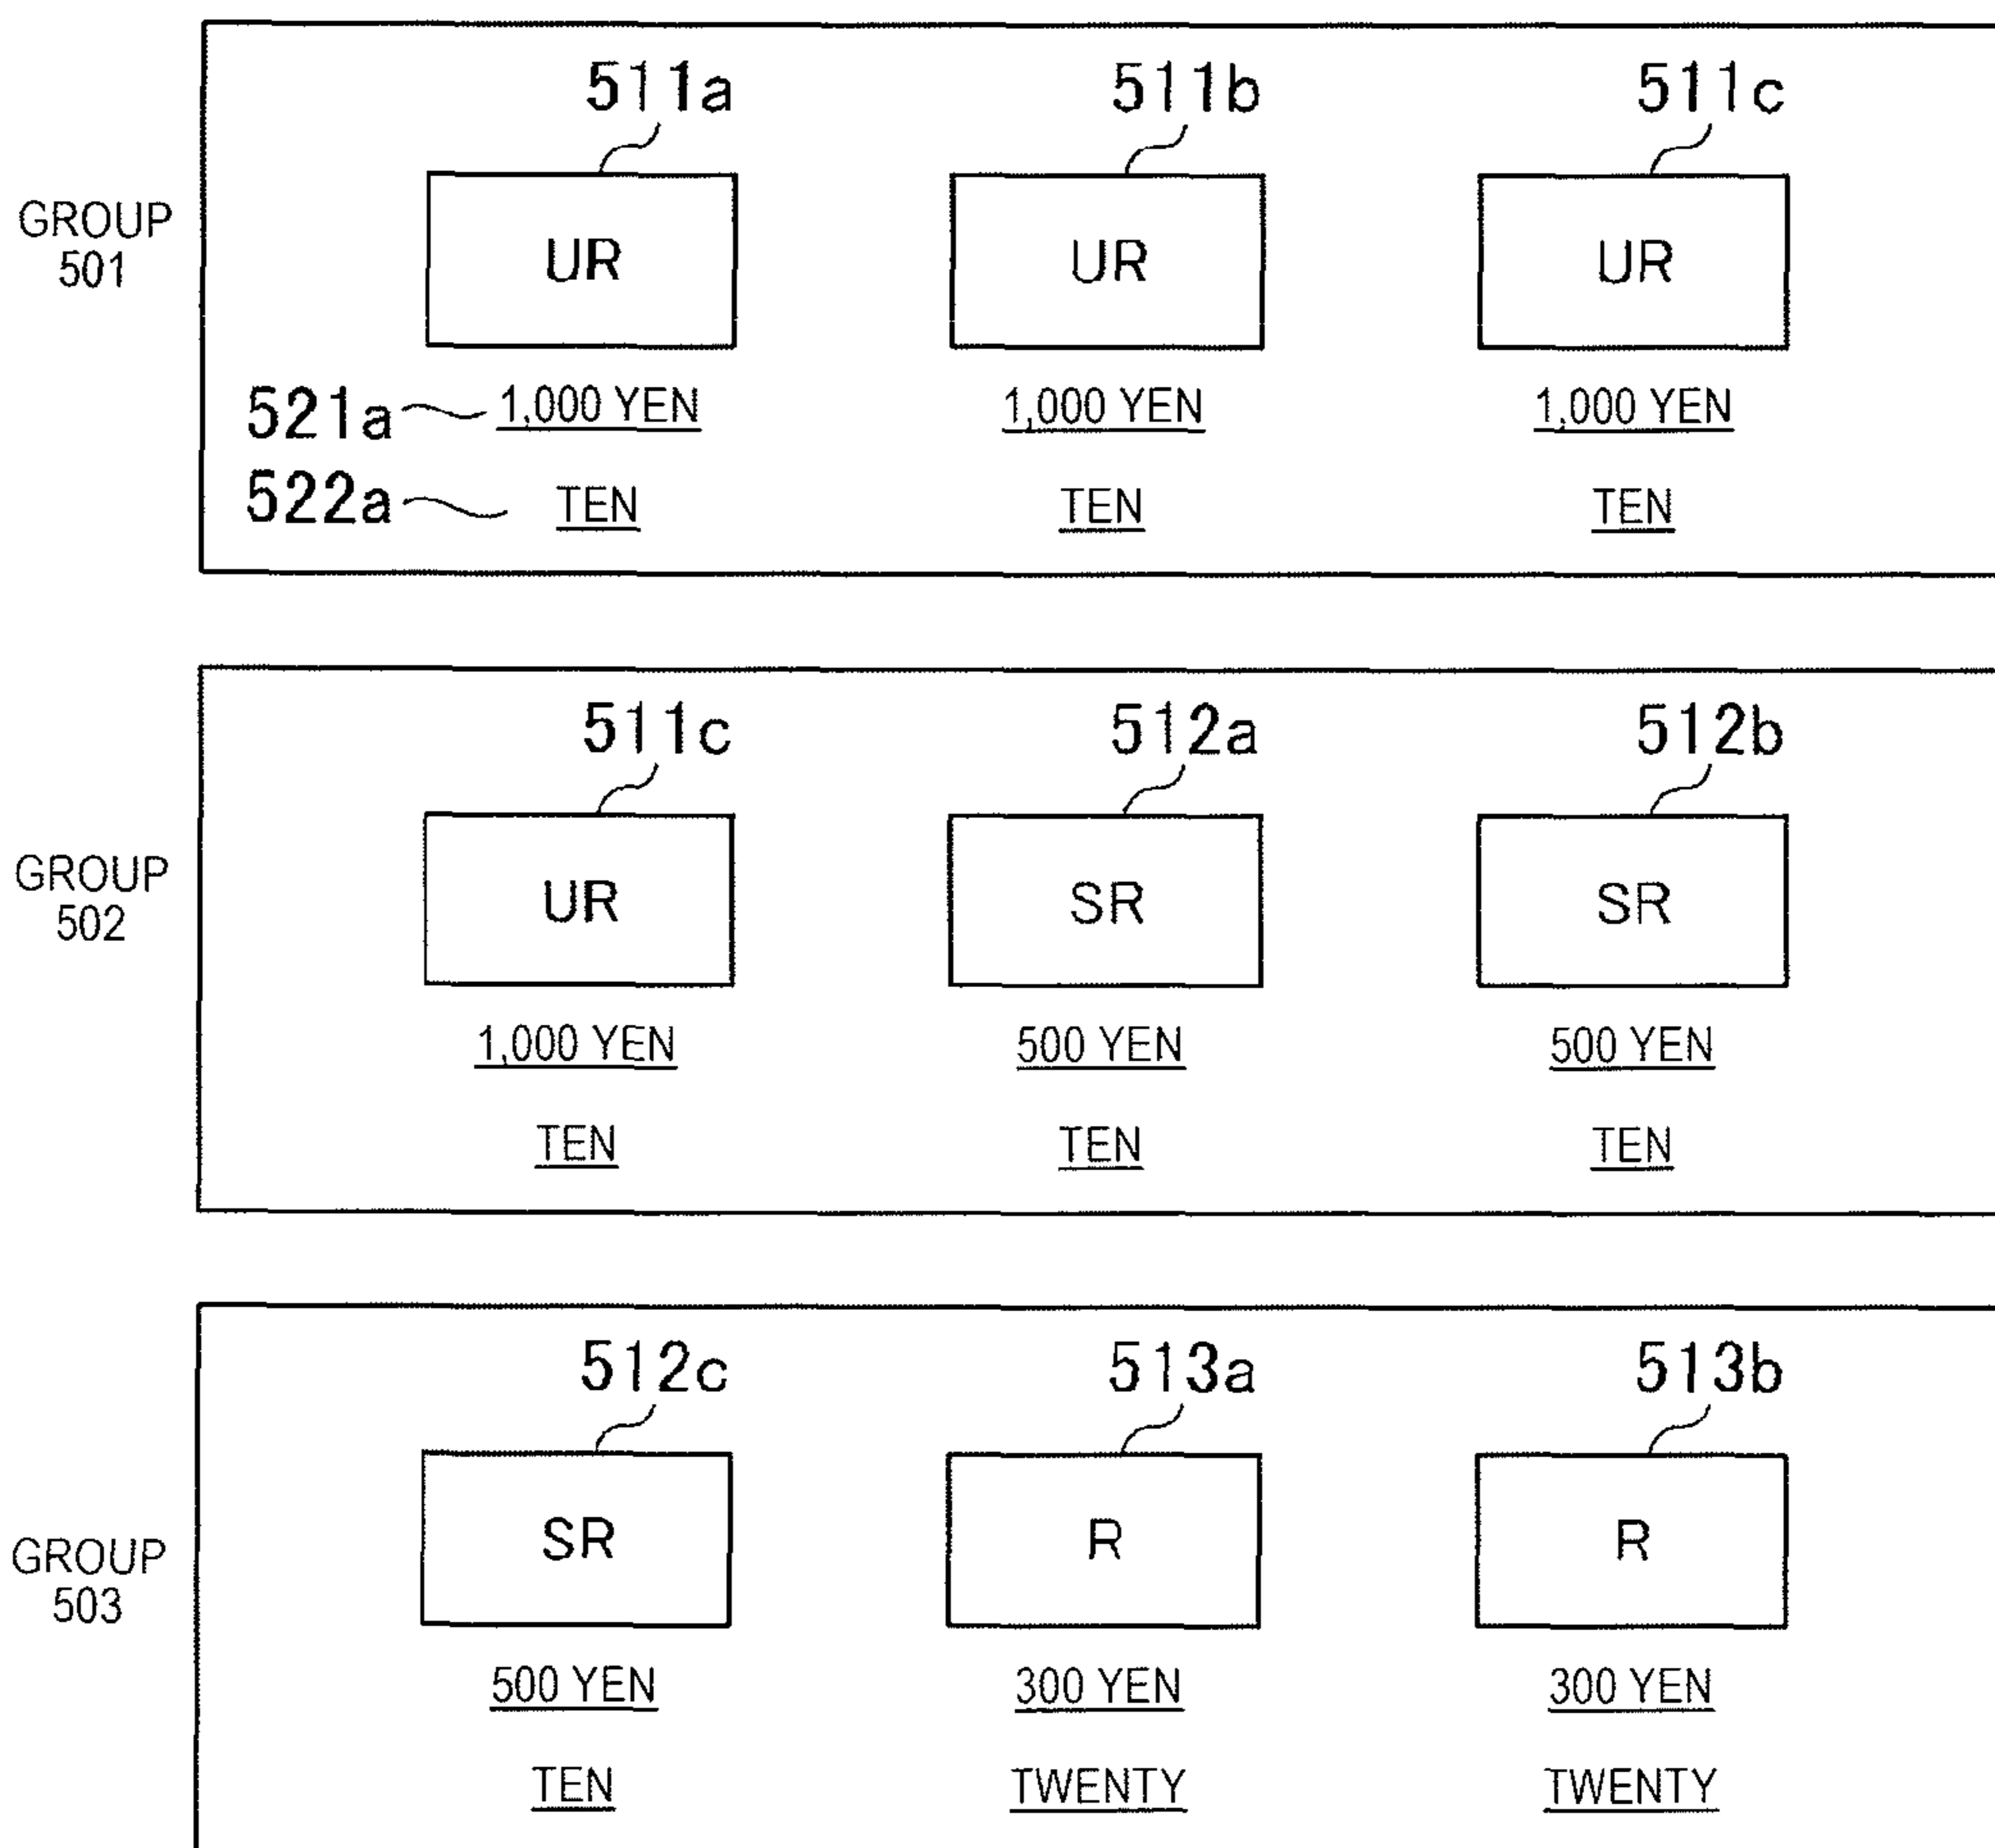 511a 511b 511c
GROUP
501
UR UR UR
521a 1,000 YEN 1,000 YEN 1,000 YEN
522a TEN TEN TEN
511c 512a 512b
GROUP
502
UR SR SR
1,000 YEN 500 YEN 500 YEN
TEN TEN TEN
512c 513a 513b
GROUP
503
SR R R
500 YEN 300 YEN 300 YEN
TEN TWENTY TWENTY